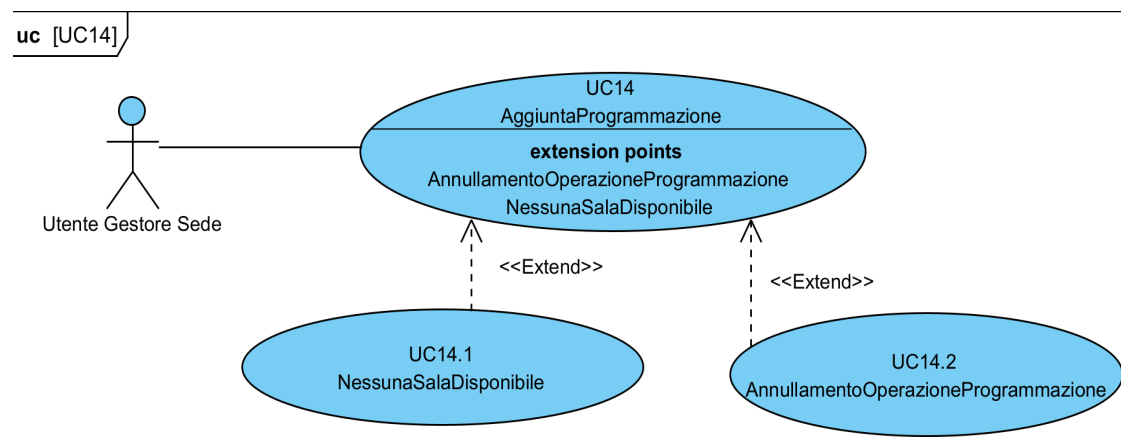 uc [UC14]
UC14
AggiuntaProgrammazione
extension points
AnnullamentoOperazioneProgrammazione
NessunaSalaDisponibile
Utente Gestore Sede
<<Extend>>
<<Extend>>
UC14.1
NessunaSalaDisponibile
UC14.2
AnnullamentoOperazioneProgrammazione